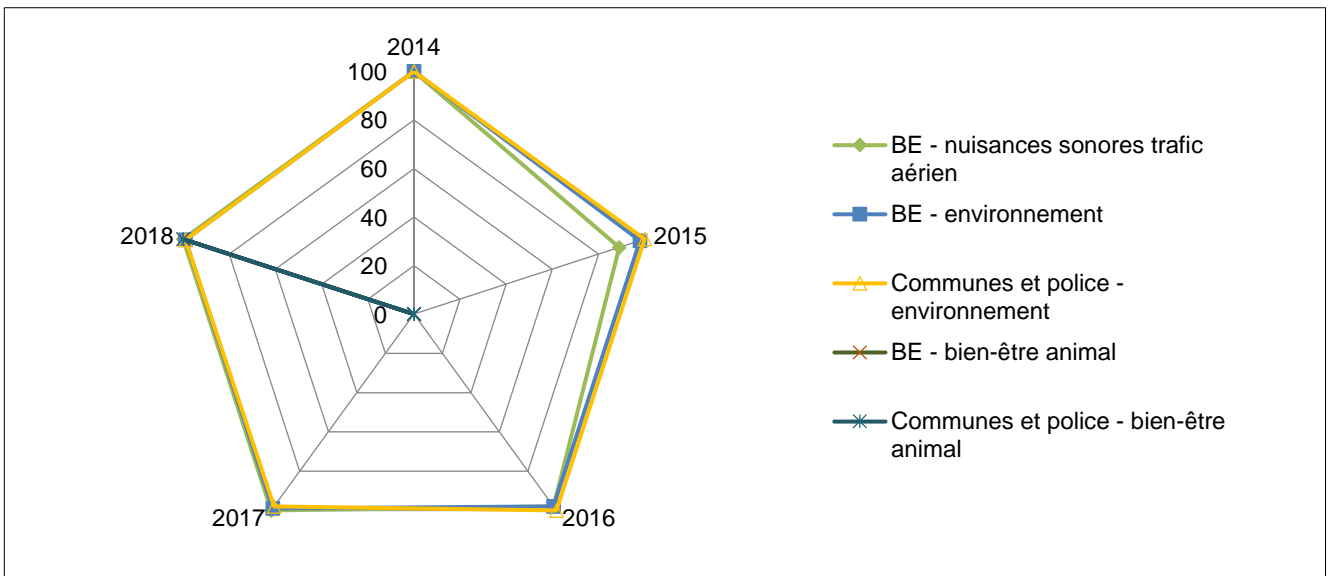 2014
100
80
60
40
20
0
2015
2016
2017
2018
BE - nuisances sonores trafic
aérien
BE - environnement
Communes et police -
environnement
BE - bien-être animal
Communes et police - bien-être
animal